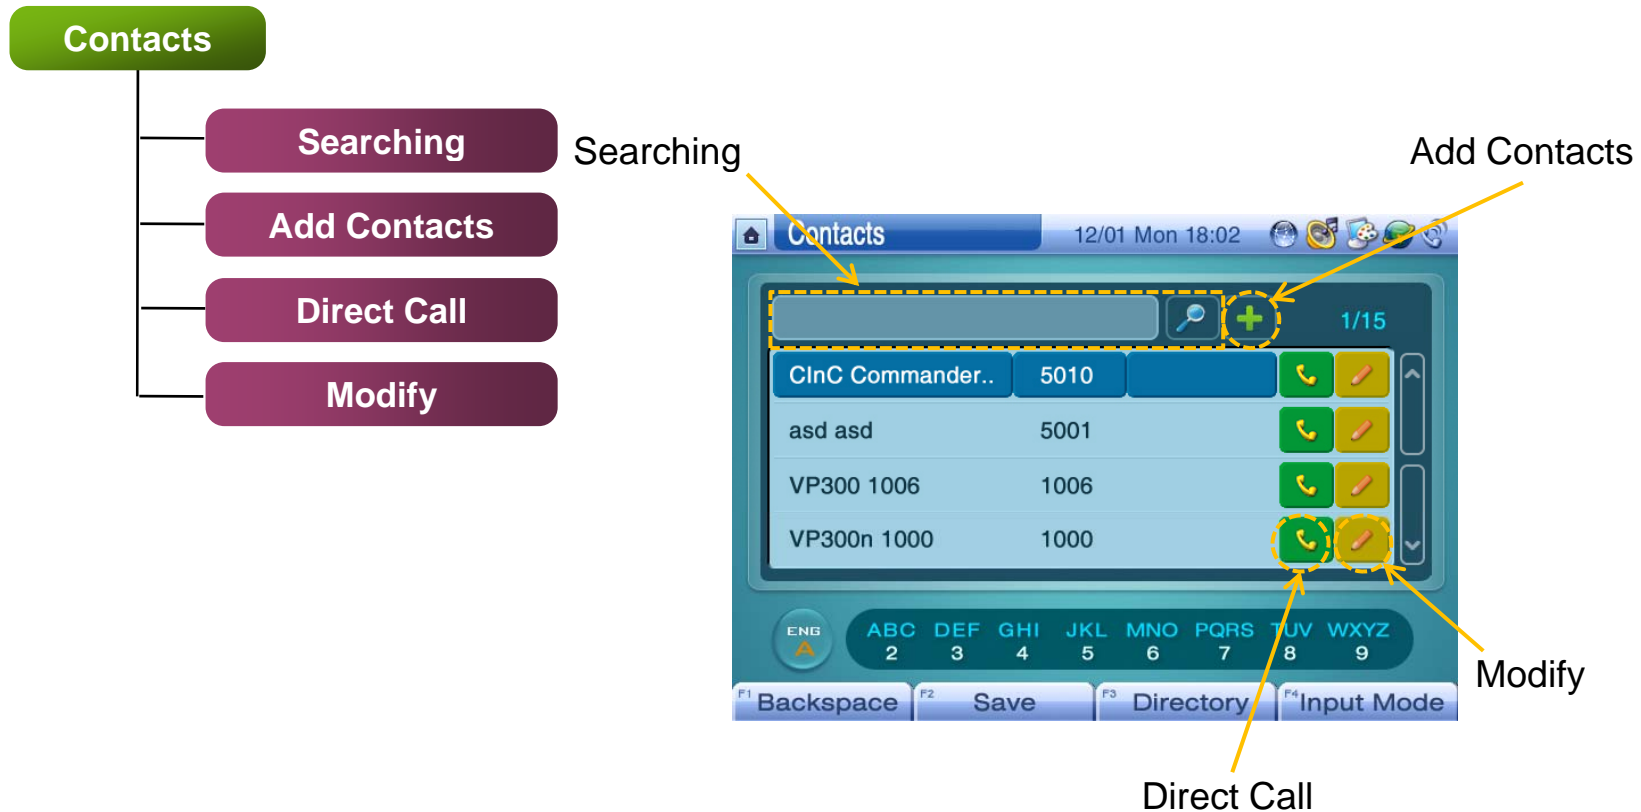 Contacts
Searching
Add Contacts
Direct Call
Modify
Searching
Add Contacts
Contacts 12/01 Mon 18:02
1/15
CInC Commander.. 5010
asd asd 5001
VP300 1006 1006
VP300n 1000 1000
ENG A
ABC DEF GHI JKL MNO PQRS TUV WXYZ
2 3 4 5 6 7 8 9
F1 Backspace F2 Save F3 Directory F4 Input Mode
Modify
Direct Call